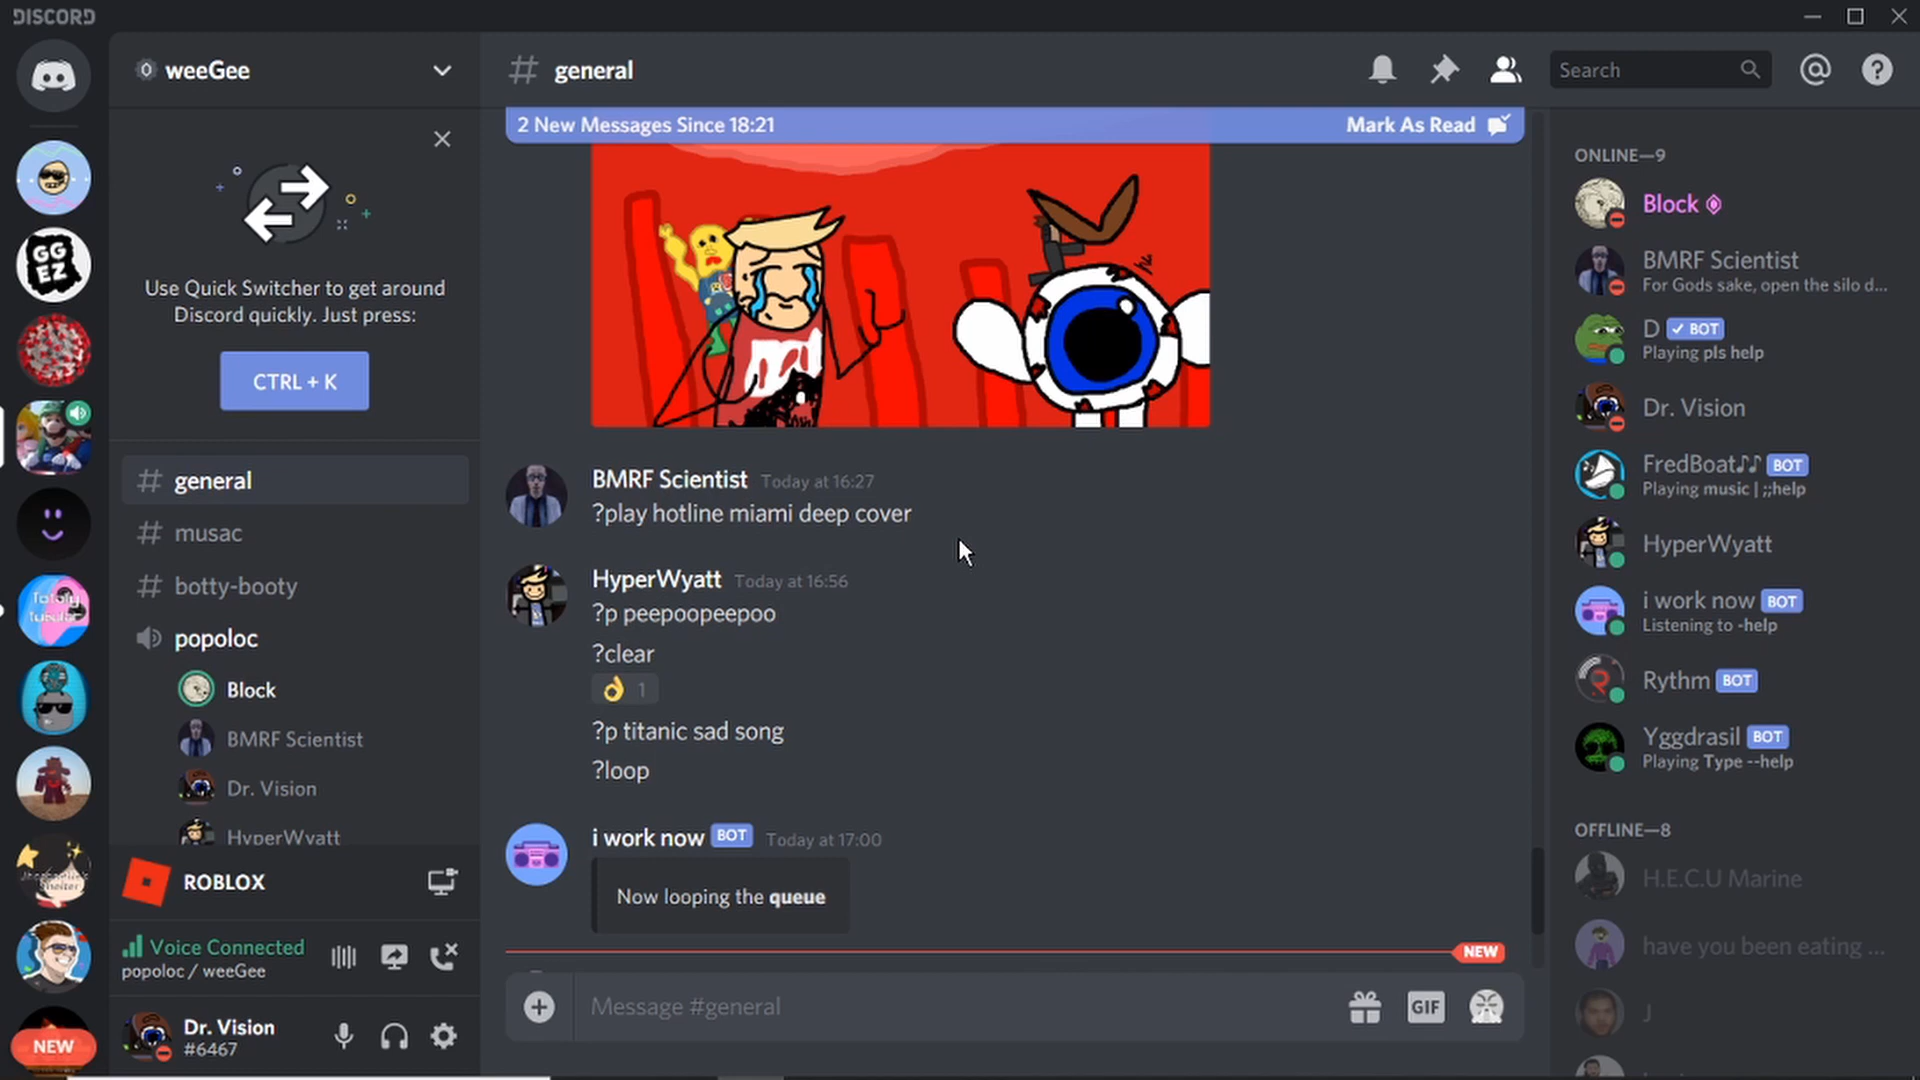 DISCORD
weeGee
Use Quick Switcher to get around
Discord quickly. Just press:
CTRL + K
GG
EZ
Totaly
Tubular
NEW
# general
# musac
# botty-booty
popoloc
Block
BMRF Scientist
Dr. Vision
HyperWyatt
ROBLOX
Voice Connected
popoloc / weeGee
Dr. Vision
#6467
# general
Search
2 New Messages Since 18:21
Mark As Read
BMRF Scientist Today at 16:27
?play hotline miami deep cover
HyperWyatt Today at 16:56
?p peepoopeepoo
?clear
👌 1
?p titanic sad song
?loop
i work now BOT Today at 17:00
Now looping the queue
NEW
Message #general
GIF
ONLINE—9
Block
BMRF Scientist
For Gods sake, open the silo d...
D ✓ BOT
Playing pls help
Dr. Vision
FredBoat♪♪ BOT
Playing music | ;;help
HyperWyatt
i work now BOT
Listening to -help
Rythm BOT
Yggdrasil BOT
Playing Type --help
OFFLINE—8
H.E.C.U Marine
have you been eating ...
J